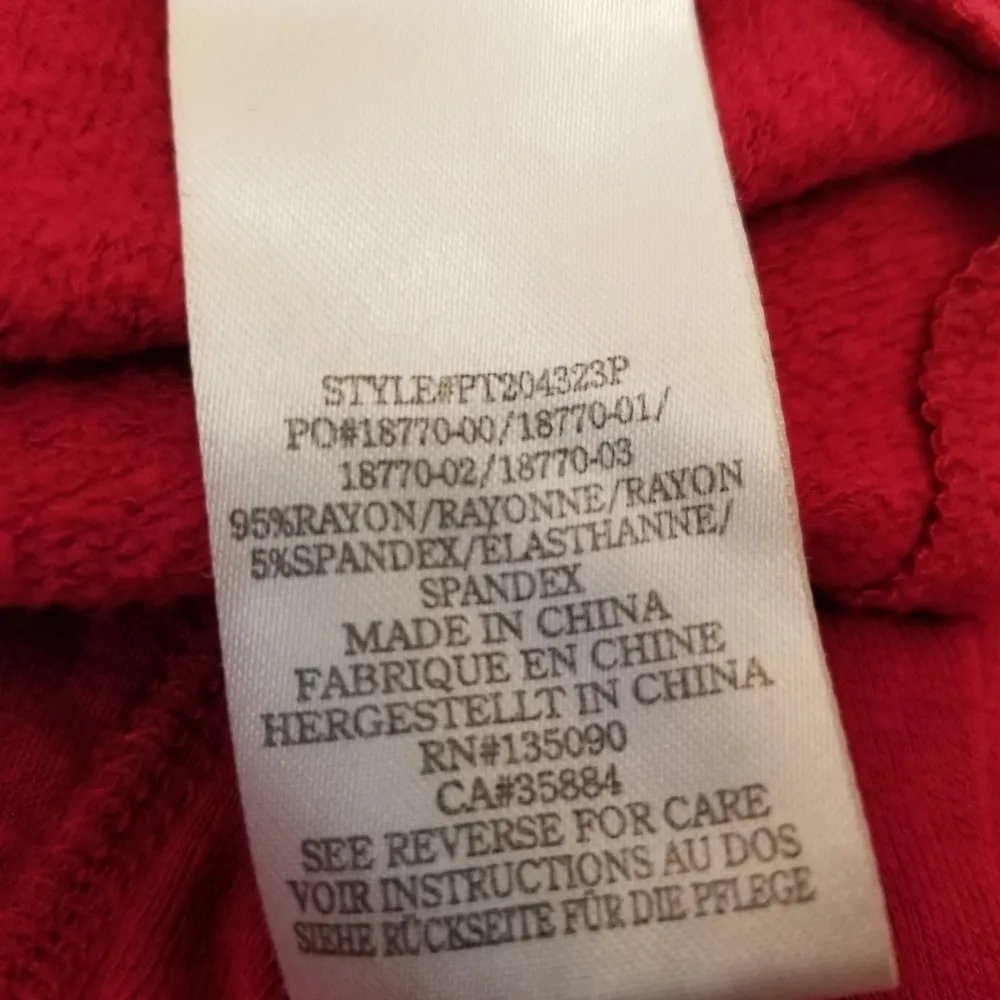 STYLE#PT204323P
PO#18770-00/18770-01/
18770-02/18770-03
95%RAYON/RAYONNE/RAYON
5%SPANDEX/ÉLASTHANNE/
SPANDEX
MADE IN CHINA
FABRIQUE EN CHINE
HERGESTELLT IN CHINA
RN#135090
CA#35884
SEE REVERSE FOR CARE
VOIR INSTRUCTIONS AU DOS
SIEHE RÜCKSEITE FÜR DIE PFLEGE